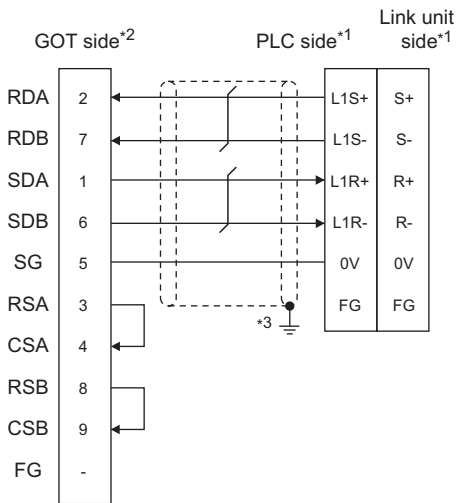 GOT side*2
PLC side*1
Link unit
side*1
RDA 2 L1S+ S+
RDB 7 L1S- S-
SDA 1 L1R+ R+
SDB 6 L1R- R-
SG 5 0V 0V
RSA 3 FG FG
*3
CSA 4
RSB 8
CSB 9
FG -